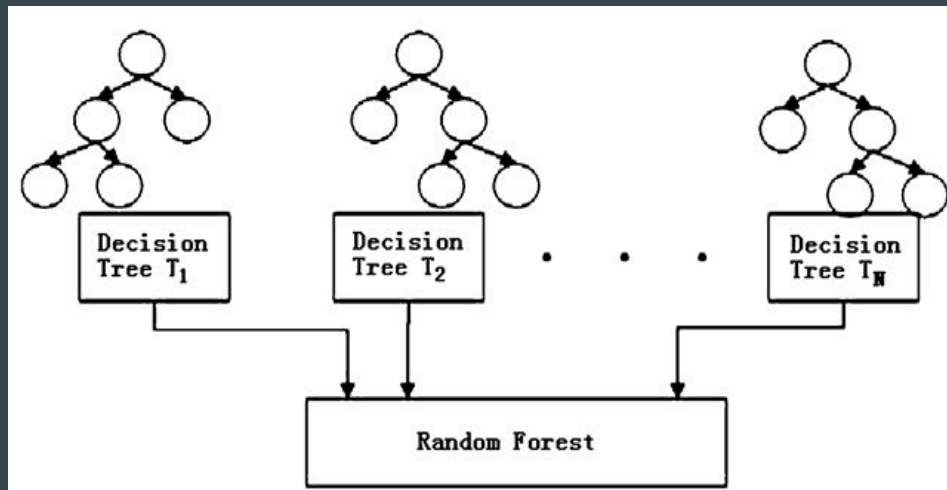 Decision
Tree T1
Decision
Tree T2
. . .
Decision
Tree TN
Random Forest